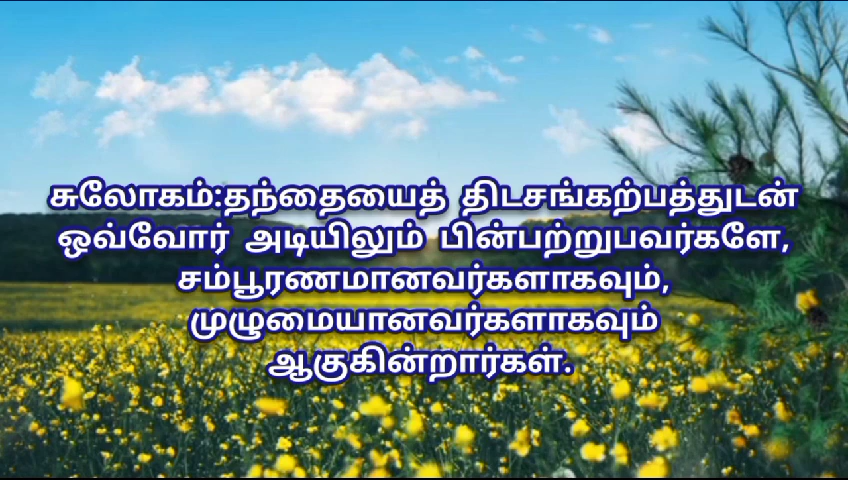 சுலோகம்:தந்தையைத் திடசங்கற்பத்துடன்
ஒவ்வோர் அடியிலும் பின்பற்றுபவர்களே,
சம்பூரணமானவர்களாகவும்,
முழுமையானவர்களாகவும்
ஆகுகின்றார்கள்.